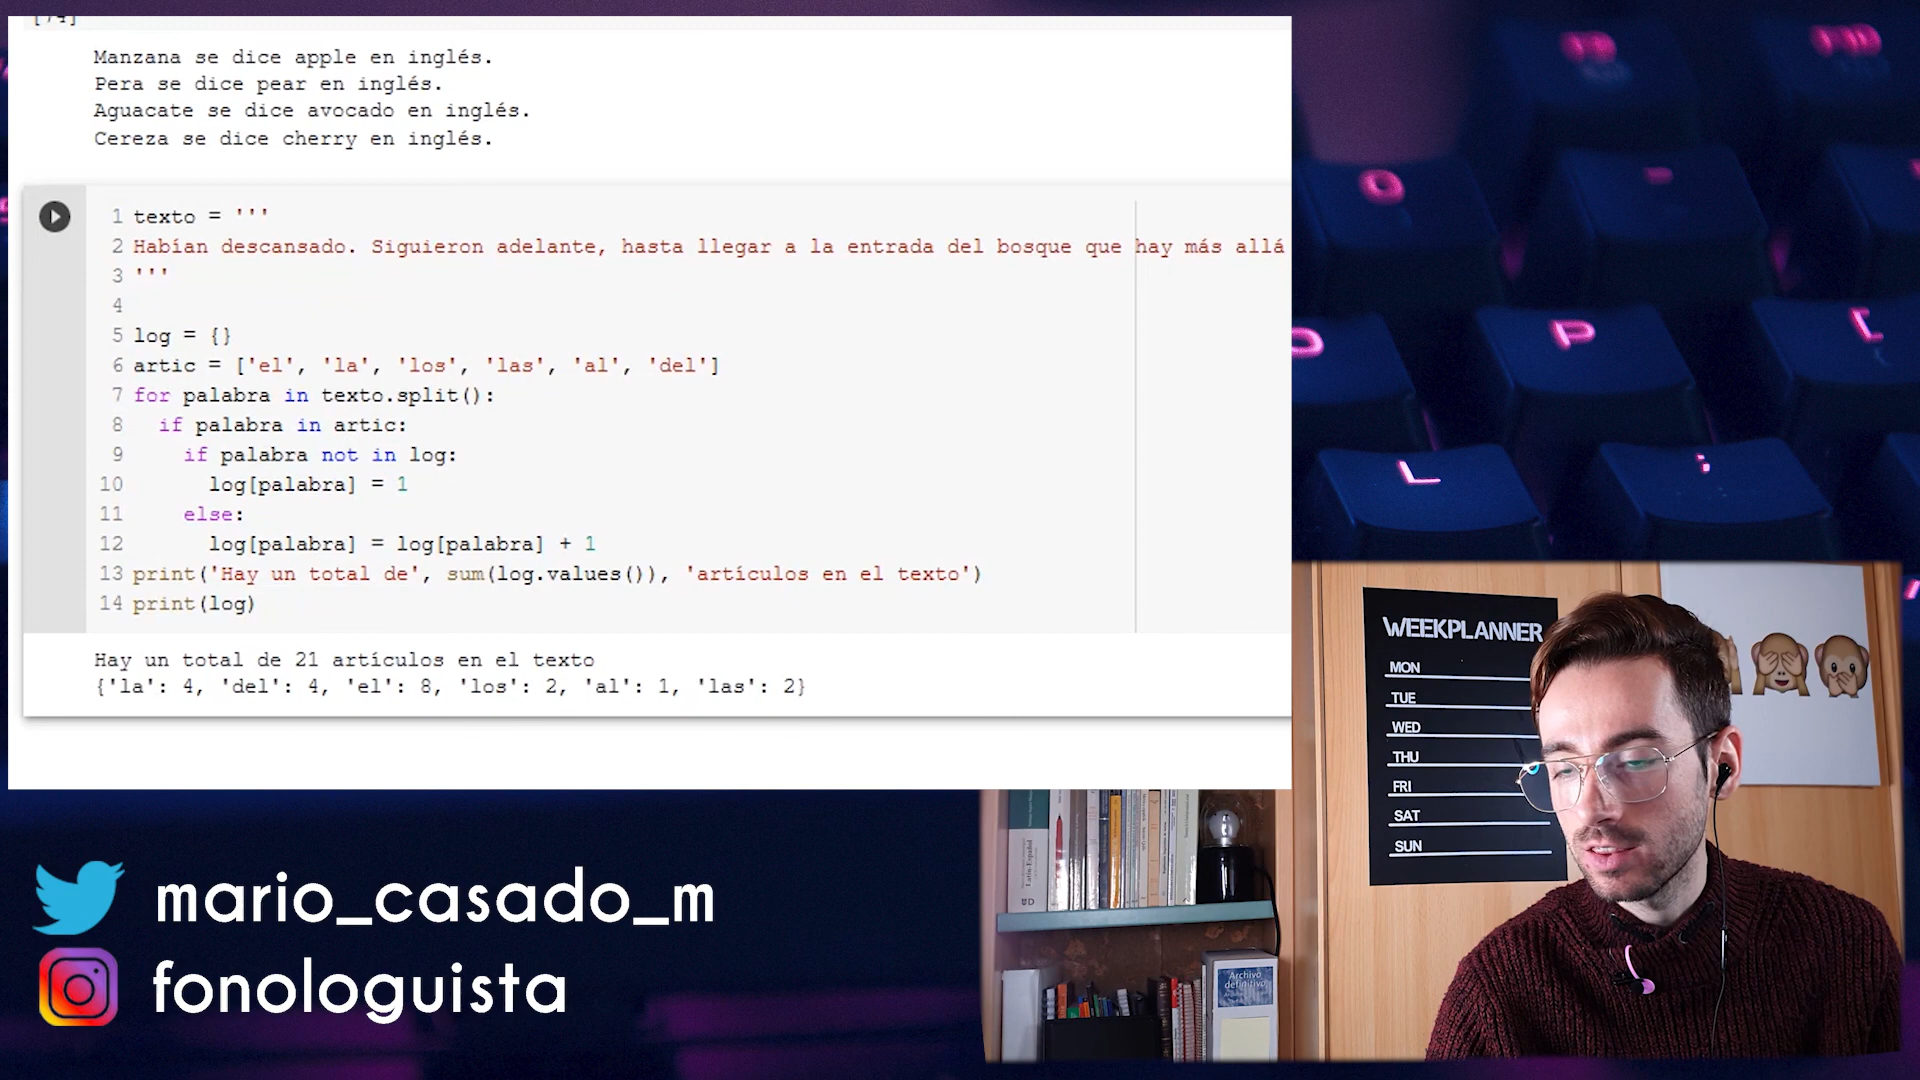 [74]
Manzana se dice apple en inglés.
Pera se dice pear en inglés.
Aguacate se dice avocado en inglés.
Cereza se dice cherry en inglés.
1 texto = '''
2 Habían descansado. Siguieron adelante, hasta llegar a la entrada del bosque que hay más allá
3 '''
4
5 log = {}
6 artic = ['el', 'la', 'los', 'las', 'al', 'del']
7 for palabra in texto.split():
8 if palabra in artic:
9 if palabra not in log:
10 log[palabra] = 1
11 else:
12 log[palabra] = log[palabra] + 1
13 print('Hay un total de', sum(log.values()), 'artículos en el texto')
14 print(log)
Hay un total de 21 artículos en el texto
{'la': 4, 'del': 4, 'el': 8, 'los': 2, 'al': 1, 'las': 2}
O
P
[
L
;
WEEKPLANNER
MON
TUE
WED
THU
FRI
SAT
SUN
Latín-Español
Archivo
definitivo
mario_casado_m
fonologuista